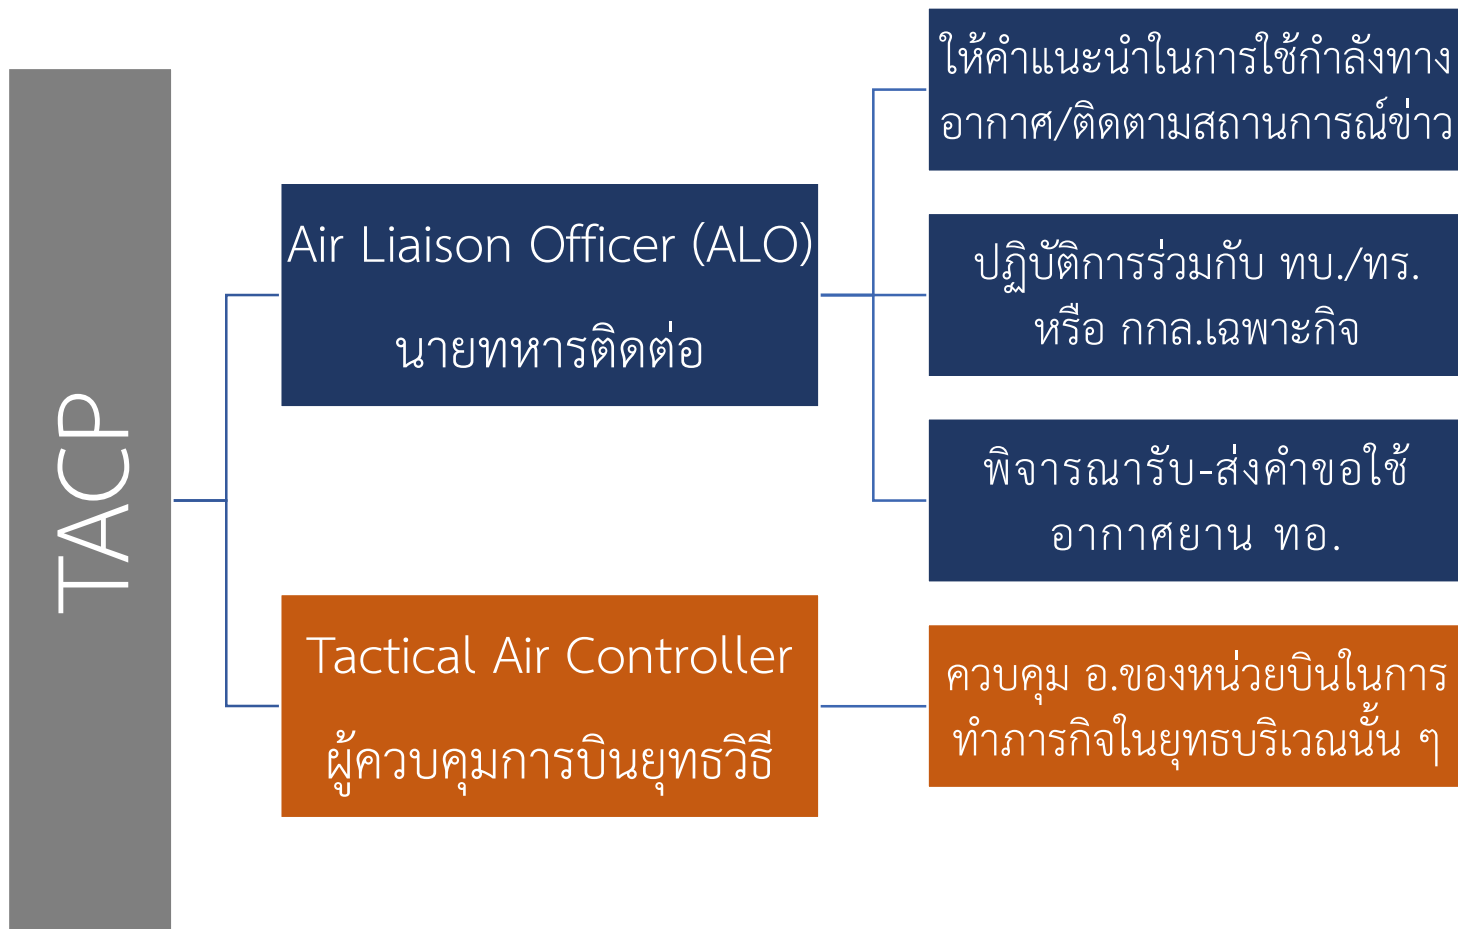 TACP
Air Liaison Officer (ALO)
นายทหารติดต่อ
ให้คำแนะนำในการใช้กำลังทาง
อากาศ/ติดตามสถานการณ์ข่าว
ปฏิบัติการร่วมกับ ทบ./ทร.
หรือ กกล.เฉพาะกิจ
พิจารณารับ-ส่งคำขอใช้
อากาศยาน ทอ.
Tactical Air Controller
ผู้ควบคุมการบินยุทธวิธี
ควบคุม อ.ของหน่วยบินในการ
ทำภารกิจในยุทธบริเวณนั้น ๆ